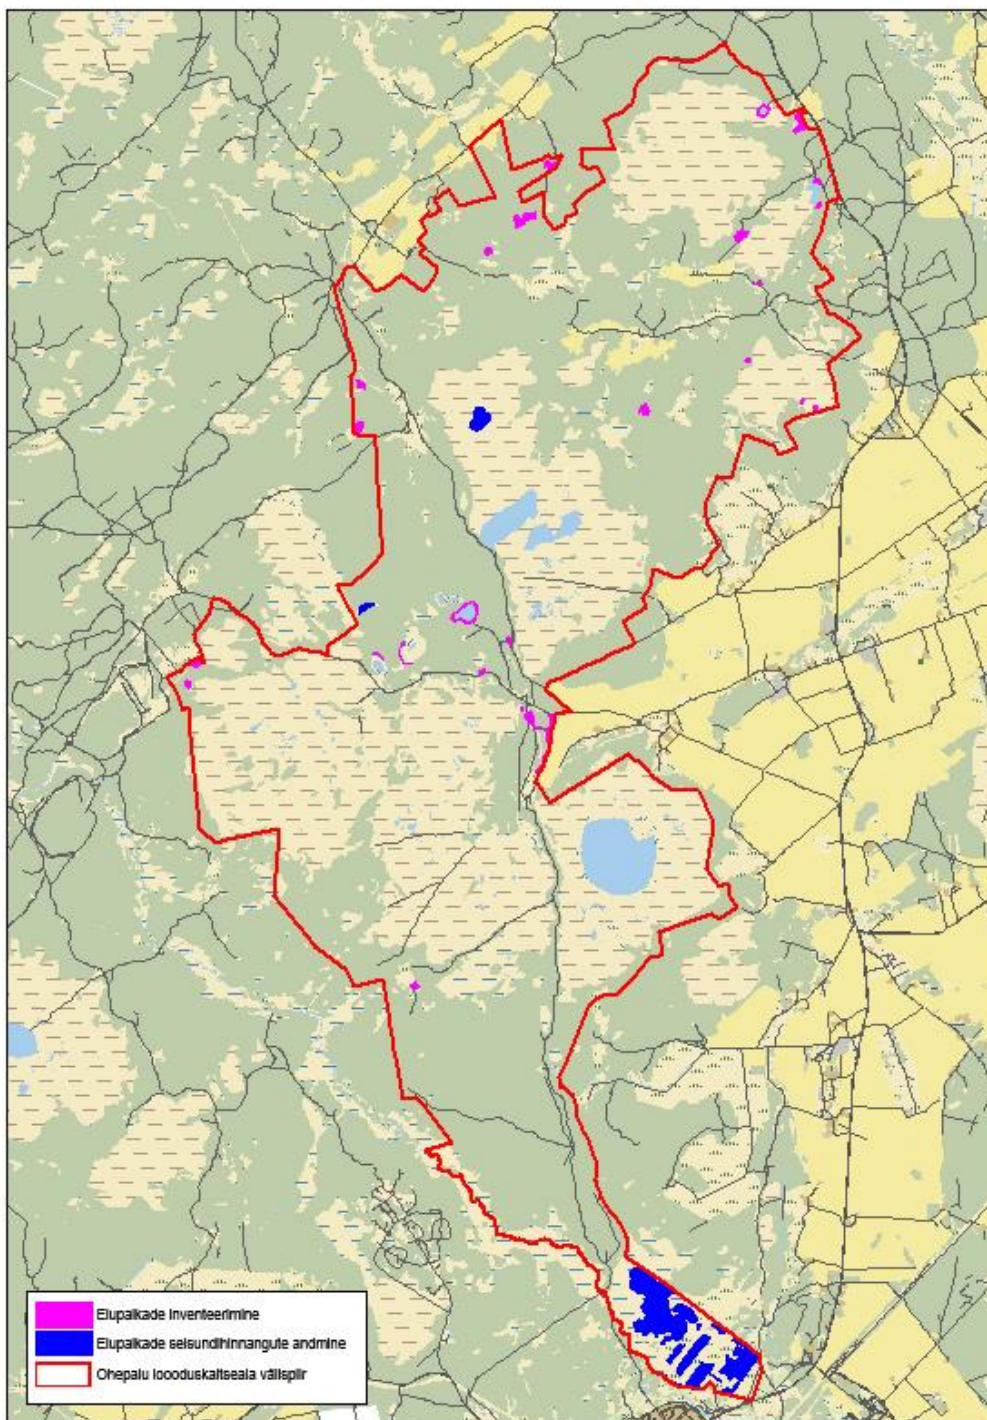 Elupaikade inventeerimine
Elupaikade seisundihinnangute andmine
Ohepalu loooduskaitseala välispiir